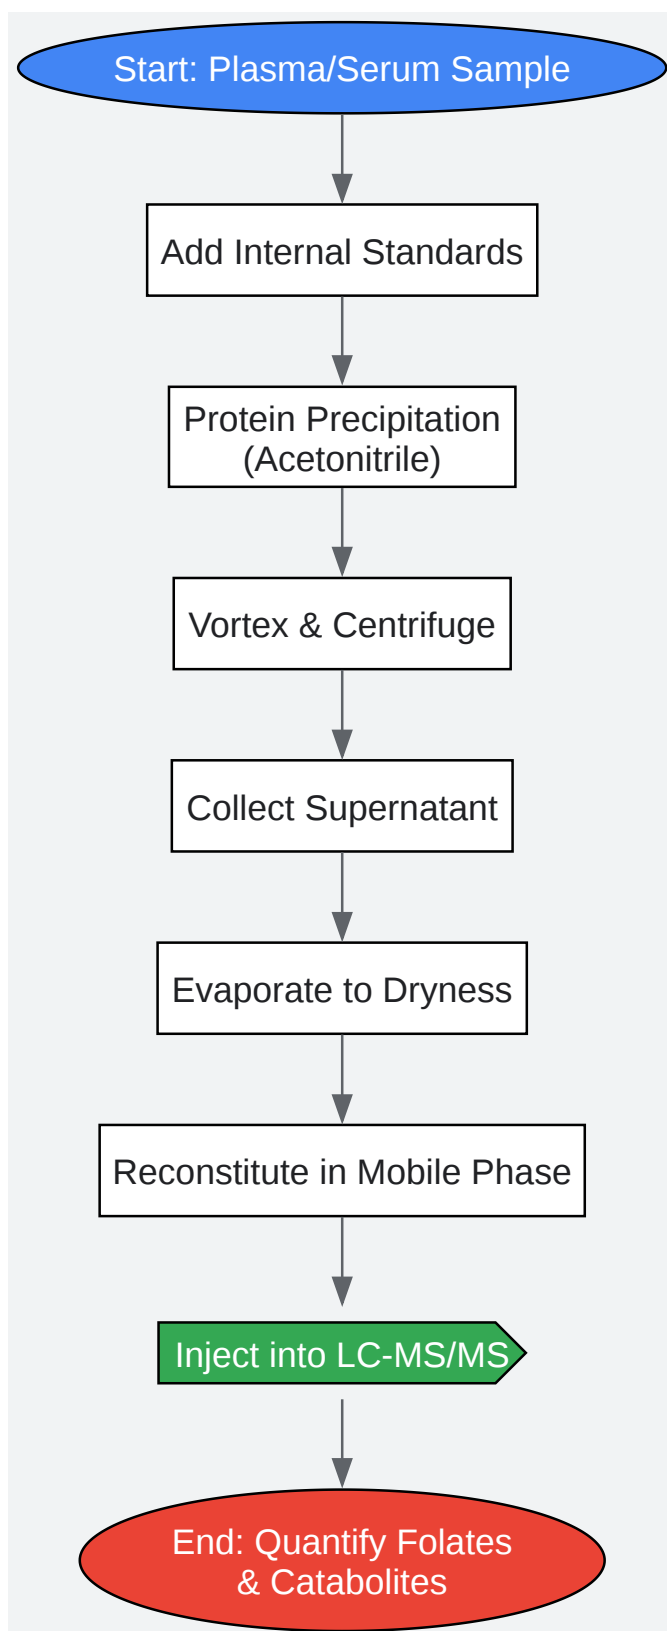 Start: Plasma/Serum Sample
Add Internal Standards
Protein Precipitation
(Acetonitrile)
Vortex & Centrifuge
Collect Supernatant
Evaporate to Dryness
Reconstitute in Mobile Phase
Inject into LC-MS/MS
End: Quantify Folates
& Catabolites